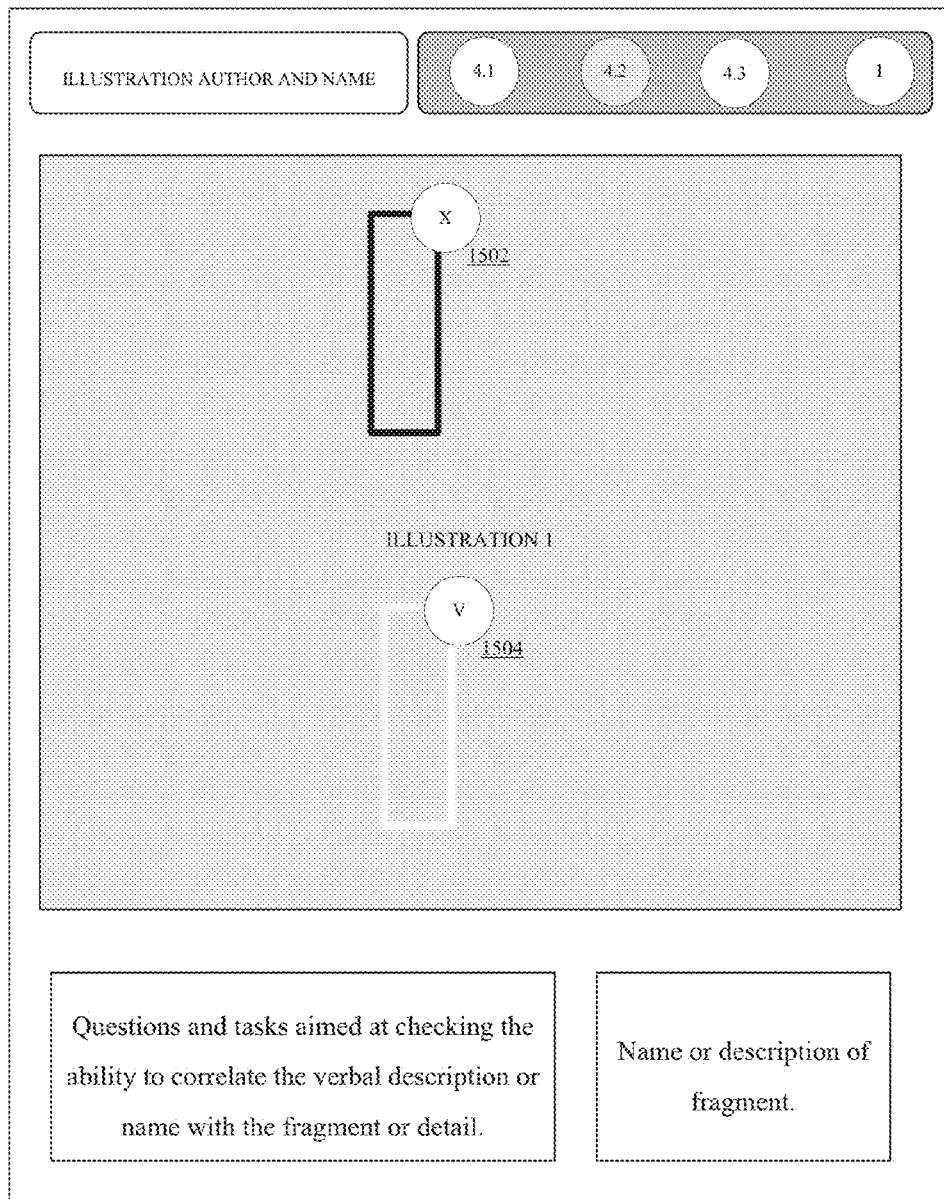 ILLUSTRATION AUTHOR AND NAME
4.1
4.2
4.3
1
X
1502
ILLUSTRATION 1
V
1504
Questions and tasks aimed at checking the
ability to correlate the verbal description or
name with the fragment or detail.
Name or description of
fragment.